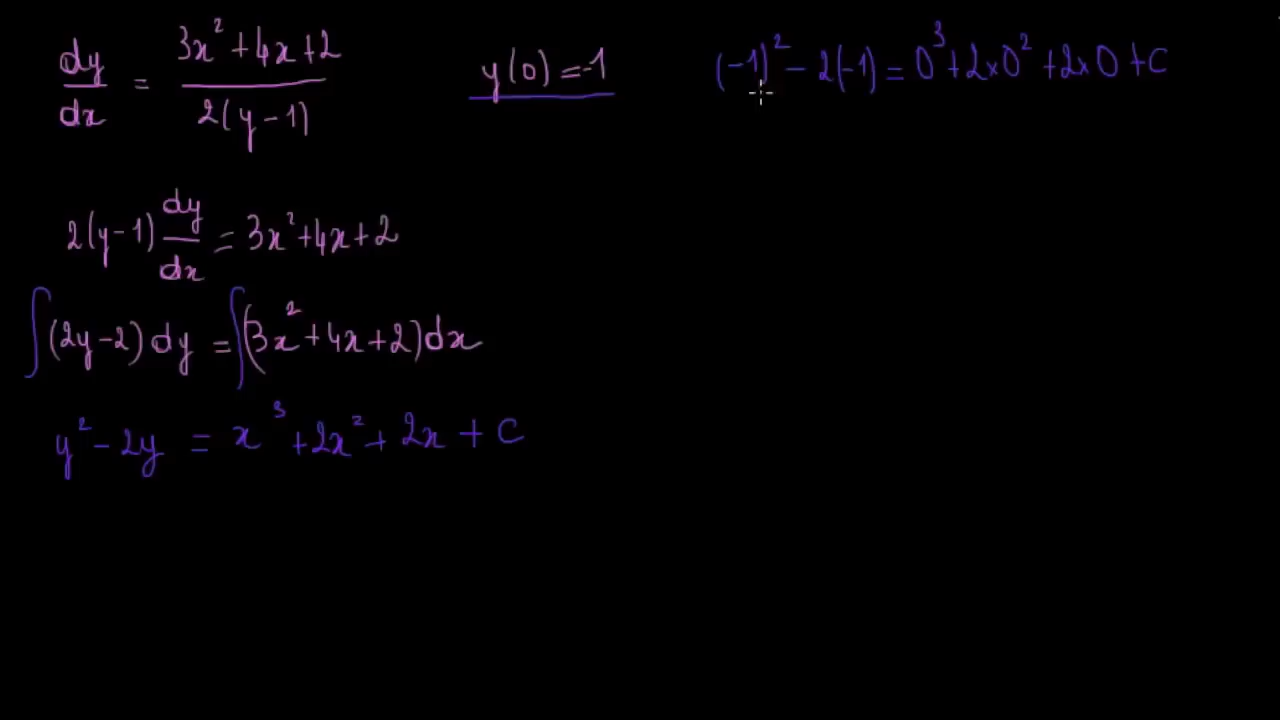 dy/dx = (3x² + 4x + 2) / 2(y - 1)
y(0) = -1
(-1)² - 2(-1) = 0³ + 2×0² + 2×0 + C
2(y - 1) dy/dx = 3x² + 4x + 2
∫(2y - 2) dy = ∫(3x² + 4x + 2) dx
y² - 2y = x³ + 2x² + 2x + C